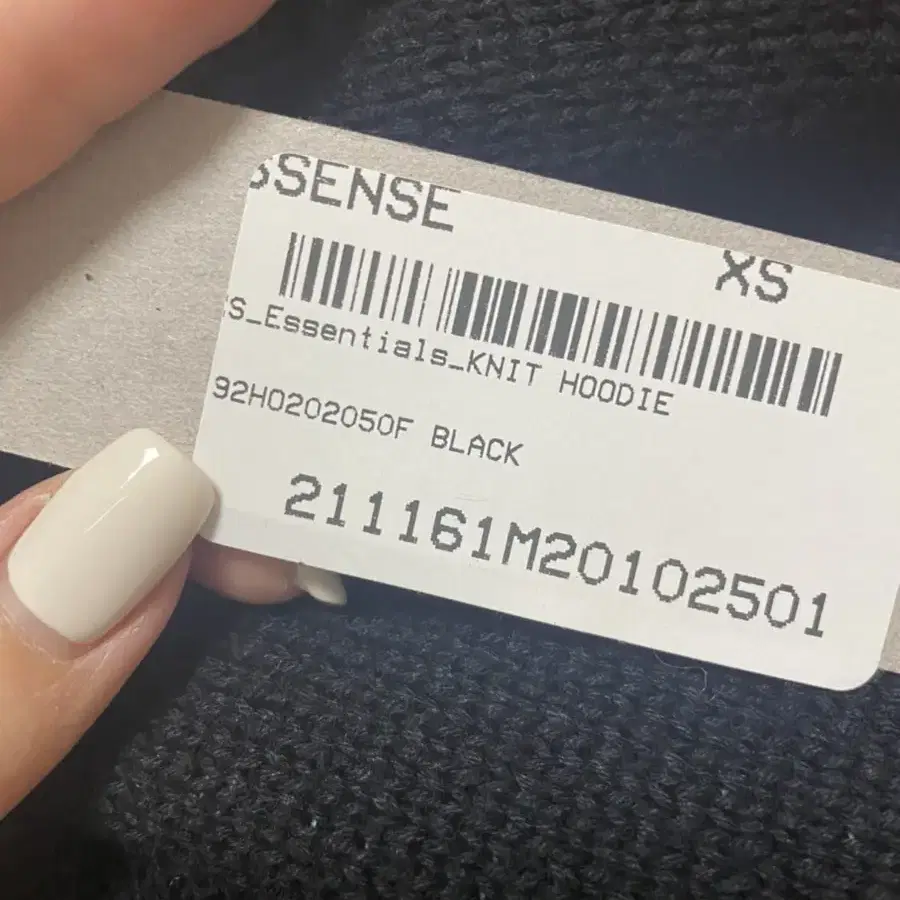 SSENSE
XS
S_Essentials_KNIT HOODIE
92H0202050F BLACK
211161M20102501